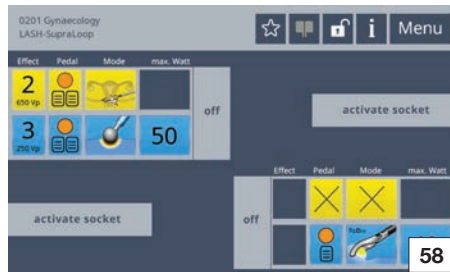 0201 Gynaecology
LASH-SupraLoop
i Menu
Effect Pedal Mode max. Watt
2
650 Vp
off
activate socket
3
250 Vp
50
Effect Pedal Mode max. Watt
activate socket
off
58